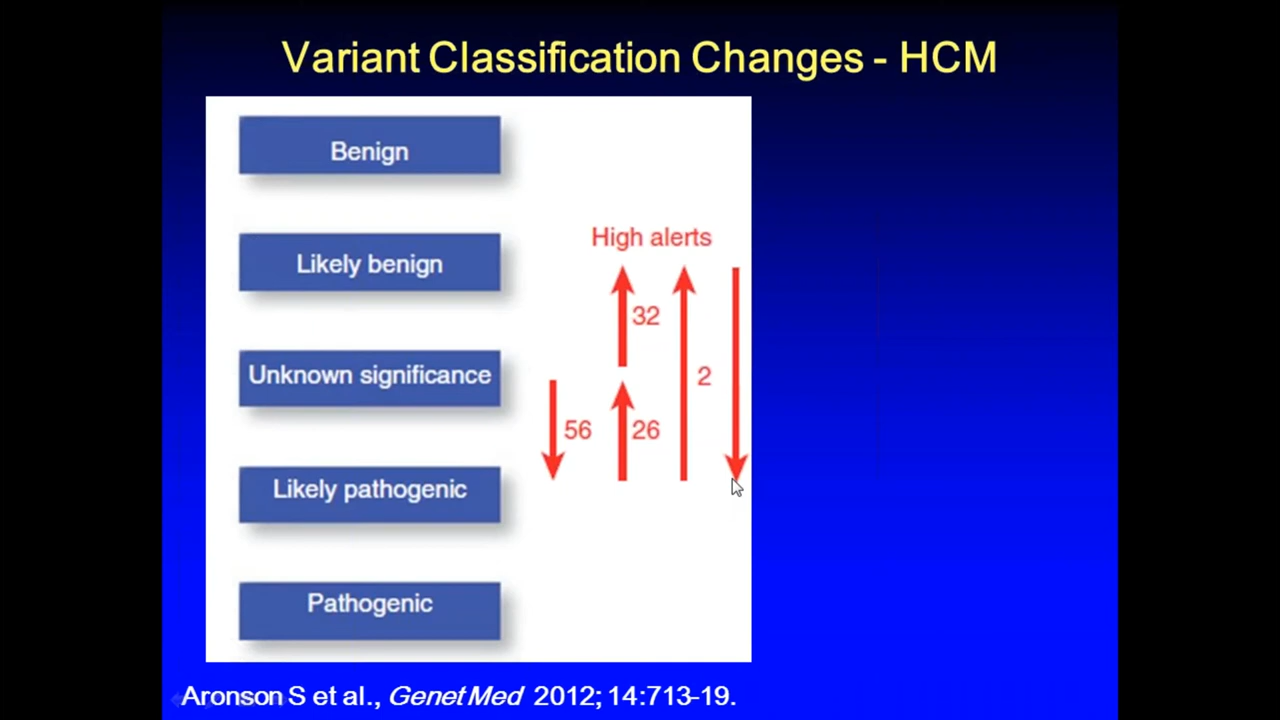 Variant Classification Changes - HCM
Benign
High alerts
Likely benign
32
Unknown significance
2
56
26
Likely pathogenic
Pathogenic
Aronson S et al., Genet Med 2012; 14:713-19.